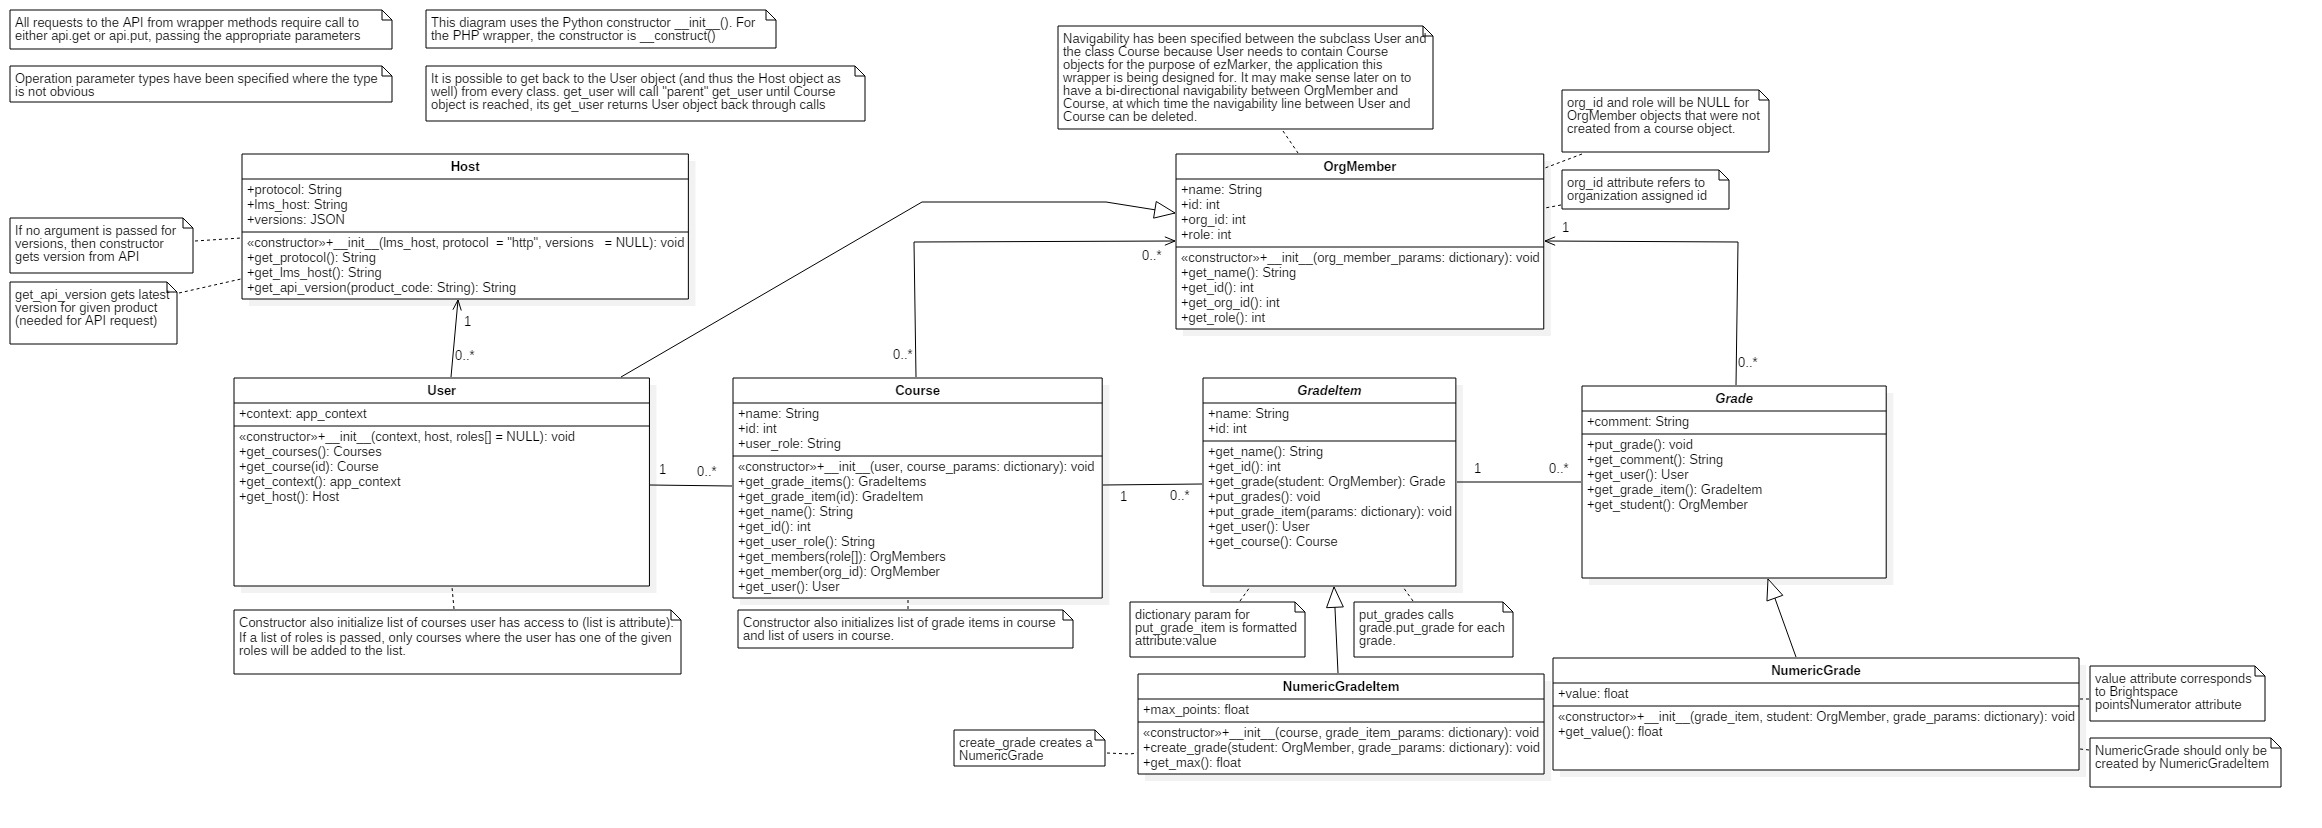 All requests to the API from wrapper methods require call to
either api.get or api.put, passing the appropriate parameters
This diagram uses the Python constructor __init__(). For
the PHP wrapper, the constructor is __construct()
Operation parameter types have been specified where the type
is not obvious
It is possible to get back to the User object (and thus the Host object as
well) from every class. get_user will call "parent" get_user until Course
object is reached, its get_user returns User object back through calls
Navigability has been specified between the subclass User and
the class Course because User needs to contain Course
objects for the purpose of ezMarker, the application this
wrapper is being designed for. It may make sense later on to
have a bi-directional navigability between OrgMember and
Course, at which time the navigability line between User and
Course can be deleted.
org_id and role will be NULL for
OrgMember objects that were not
created from a course object.
org_id attribute refers to
organization assigned id
Host
+protocol: String
+lms_host: String
+versions: JSON
«constructor»+__init__(lms_host, protocol  = "http", versions   = NULL): void
+get_protocol(): String
+get_lms_host(): String
+get_api_version(product_code: String): String
If no argument is passed for
versions, then constructor
gets version from API
get_api_version gets latest
version for given product
(needed for API request)
OrgMember
+name: String
+id: int
+org_id: int
+role: int
«constructor»+__init__(org_member_params: dictionary): void
+get_name(): String
+get_id(): int
+get_org_id(): int
+get_role(): int
1
0..*
0..*
0..*
1
0..*
User
+context: app_context
«constructor»+__init__(context, host, roles[] = NULL): void
+get_courses(): Courses
+get_course(id): Course
+get_context(): app_context
+get_host(): Host
1
0..*
Course
+name: String
+id: int
+user_role: String
«constructor»+__init__(user, course_params: dictionary): void
+get_grade_items(): GradeItems
+get_grade_item(id): GradeItem
+get_name(): String
+get_id(): int
+get_user_role(): String
+get_members(role[]): OrgMembers
+get_member(org_id): OrgMember
+get_user(): User
1
0..*
GradeItem
+name: String
+id: int
+get_name(): String
+get_id(): int
+get_grade(student: OrgMember): Grade
+put_grades(): void
+put_grade_item(params: dictionary): void
+get_user(): User
+get_course(): Course
1
0..*
Grade
+comment: String
+put_grade(): void
+get_comment(): String
+get_user(): User
+get_grade_item(): GradeItem
+get_student(): OrgMember
Constructor also initialize list of courses user has access to (list is attribute).
If a list of roles is passed, only courses where the user has one of the given
roles will be added to the list.
Constructor also initializes list of grade items in course
and list of users in course.
dictionary param for
put_grade_item is formatted
attribute:value
put_grades calls
grade.put_grade for each
grade.
NumericGradeItem
+max_points: float
«constructor»+__init__(course, grade_item_params: dictionary): void
+create_grade(student: OrgMember, grade_params: dictionary): void
+get_max(): float
create_grade creates a
NumericGrade
NumericGrade
+value: float
«constructor»+__init__(grade_item, student: OrgMember, grade_params: dictionary): void
+get_value(): float
value attribute corresponds
to Brightspace
pointsNumerator attribute
NumericGrade should only be
created by NumericGradeItem